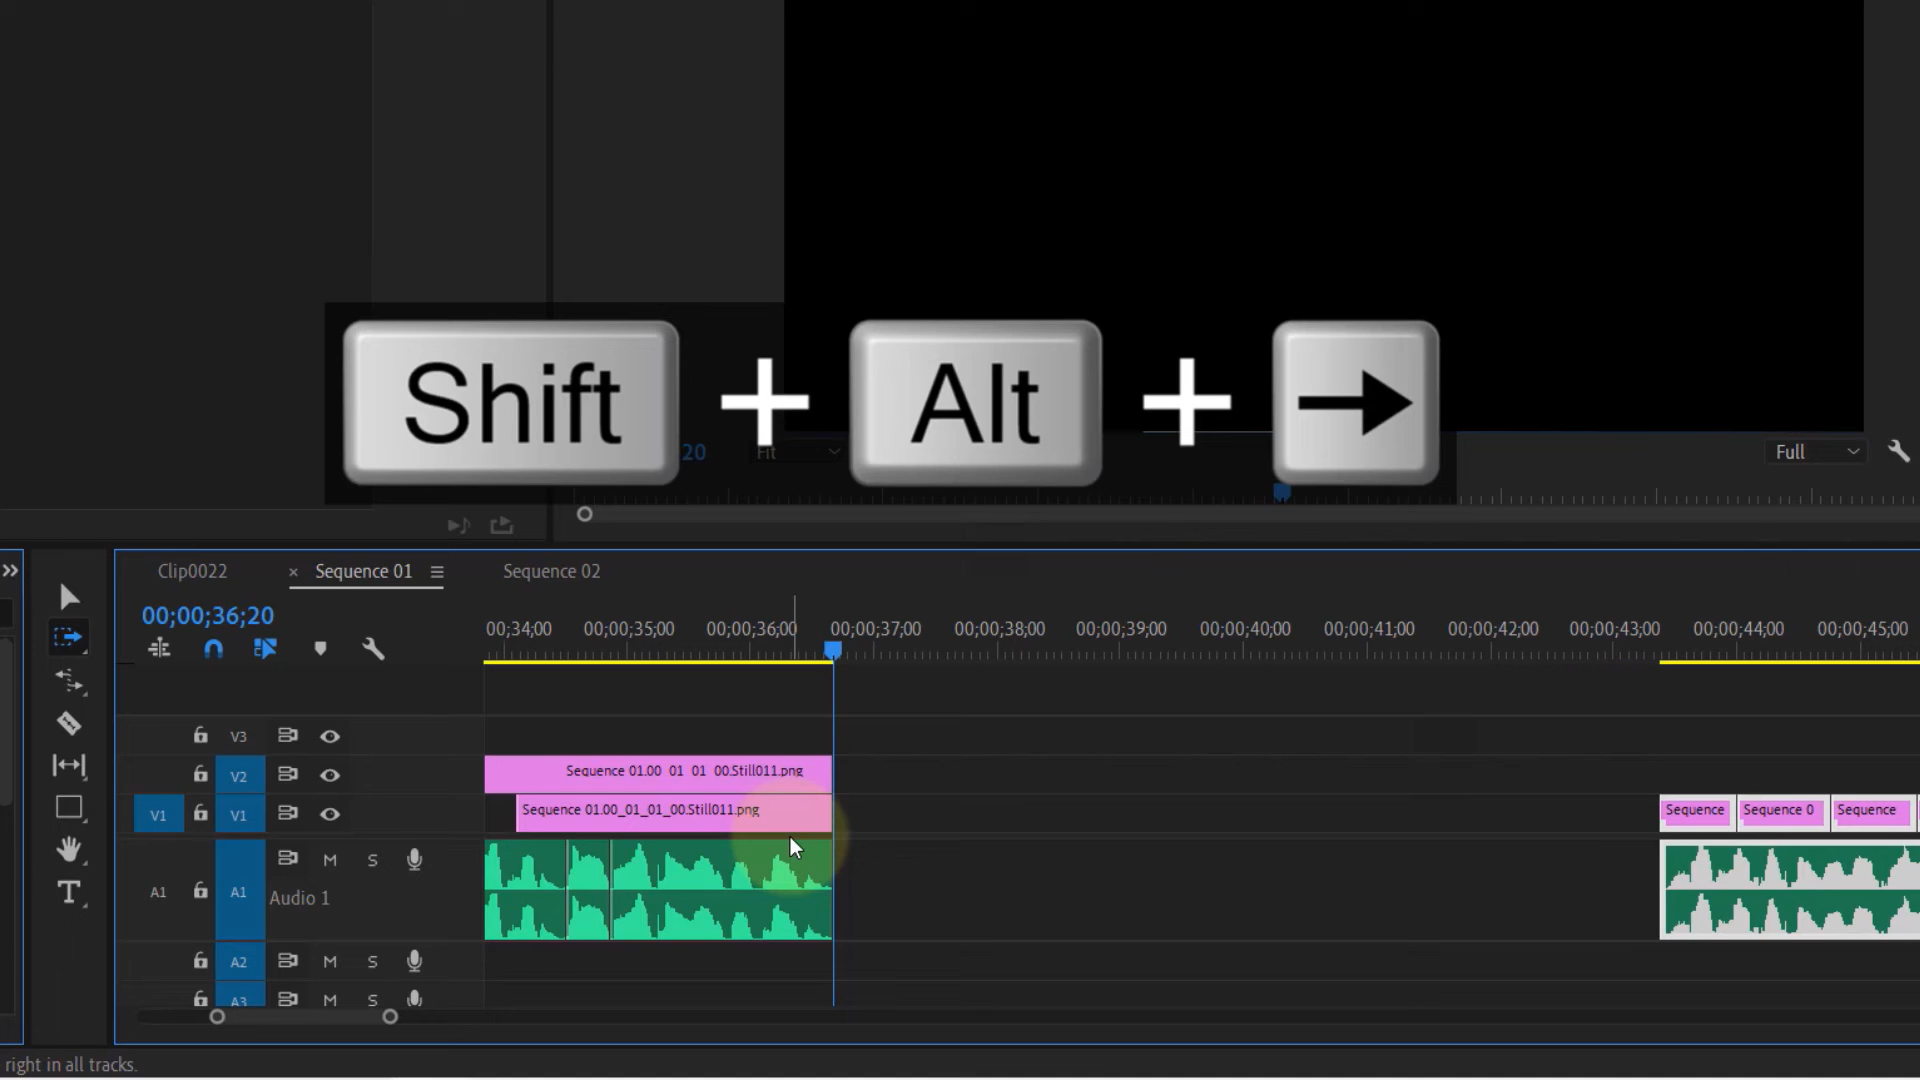 Shift + Alt + →
20 Fit Full
Clip0022 × Sequence 01 Sequence 02
00;00;36;20
00;34;00 00;00;35;00 00;00;36;00 00;00;37;00 00;00;38;00 00;00;39;00 00;00;40;00 00;00;41;00 00;00;42;00 00;00;43;00 00;00;44;00 00;00;45;00
V3
V2 Sequence 01.00_01_01_00.Still011.png
V1 V1 Sequence 01.00_01_01_00.Still011.png Sequence Sequence 0 Sequence
M S
A1 A1 Audio 1
A2 M S
A3 M S
T
right in all tracks.